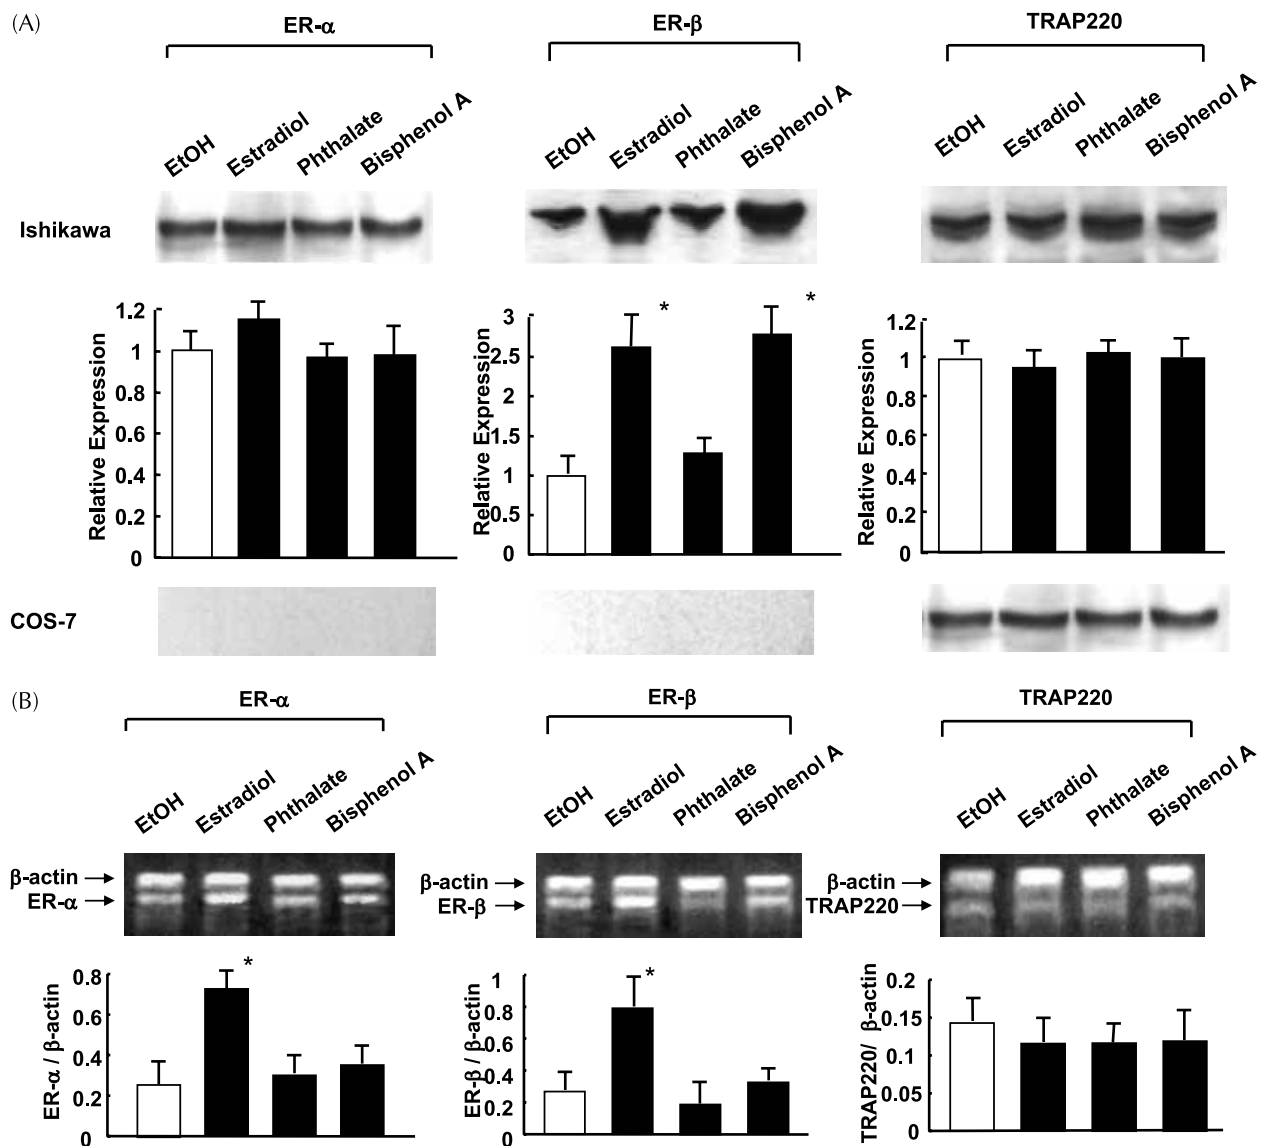 (A)
ER-α
ER-β
TRAP220
EtOH
Estradiol
Phthalate
Bisphenol A
EtOH
Estradiol
Phthalate
Bisphenol A
EtOH
Estradiol
Phthalate
Bisphenol A
Ishikawa
Relative Expression
1.2
1
0.8
0.6
0.4
0.2
0
Relative Expression
3
2.5
2
1.5
1
0.5
0
*
*
Relative Expression
1.2
1
0.8
0.6
0.4
0.2
0
COS-7
(B)
ER-α
ER-β
TRAP220
EtOH
Estradiol
Phthalate
Bisphenol A
EtOH
Estradiol
Phthalate
Bisphenol A
EtOH
Estradiol
Phthalate
Bisphenol A
β-actin
ER-α
β-actin
ER-β
β-actin
TRAP220
ER-α / β-actin
0.8
0.6
0.4
0.2
0
*
ER-β / β-actin
1
0.8
0.6
0.4
0.2
0
*
TRAP220/ β-actin
0.2
0.15
0.1
0.05
0